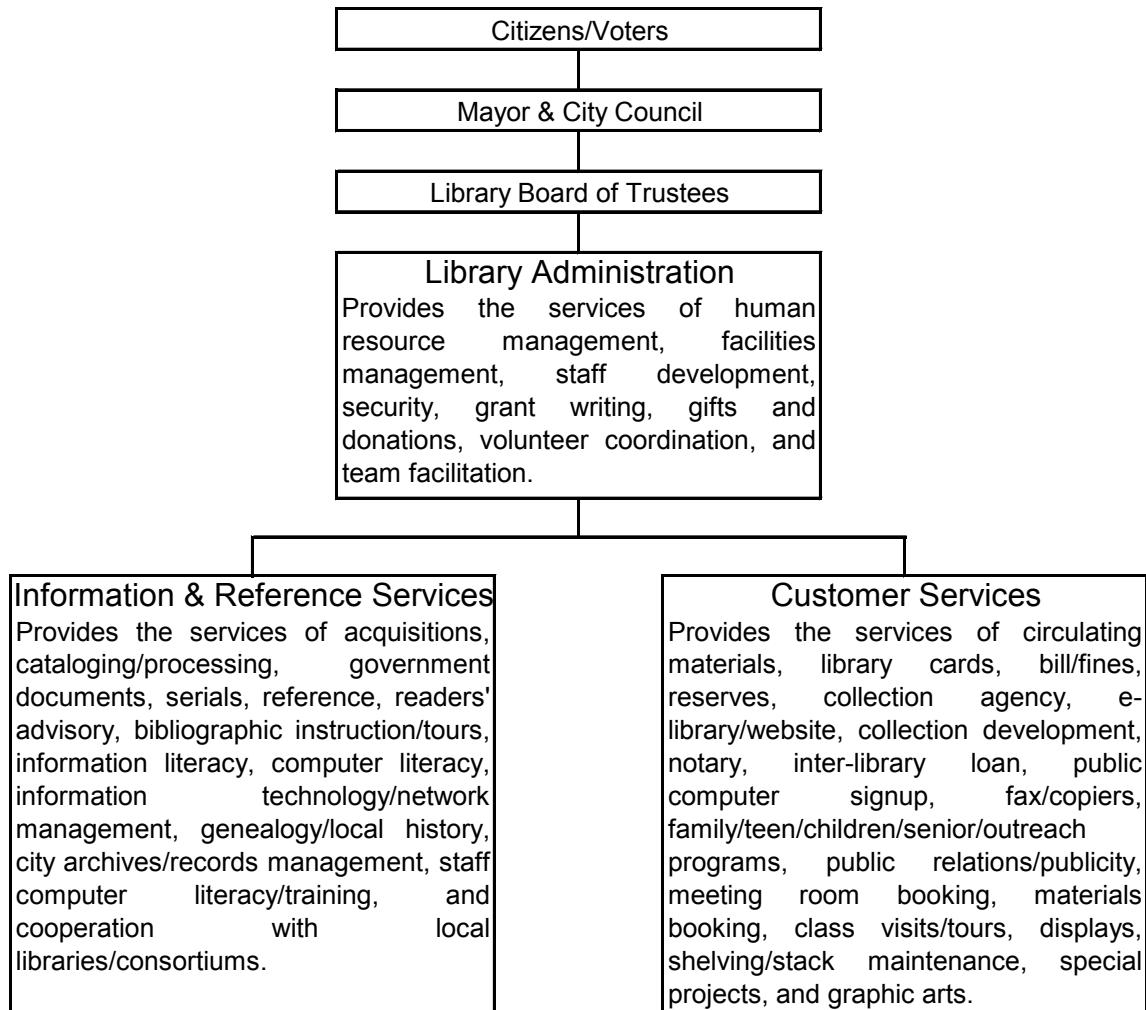 Citizens/Voters
Mayor & City Council
Library Board of Trustees
Library Administration
Provides the services of human
resource management, facilities
management, staff development,
security, grant writing, gifts and
donations, volunteer coordination, and
team facilitation.
Information & Reference Services
Provides the services of acquisitions,
cataloging/processing, government
documents, serials, reference, readers'
advisory, bibliographic instruction/tours,
information literacy, computer literacy,
information technology/network
management, genealogy/local history,
city archives/records management, staff
computer literacy/training, and
cooperation with local
libraries/consortiums.
Customer Services
Provides the services of circulating
materials, library cards, bill/fines,
reserves, collection agency, e-
library/website, collection development,
notary, inter-library loan, public
computer signup, fax/copiers,
family/teen/children/senior/outreach
programs, public relations/publicity,
meeting room booking, materials
booking, class visits/tours, displays,
shelving/stack maintenance, special
projects, and graphic arts.